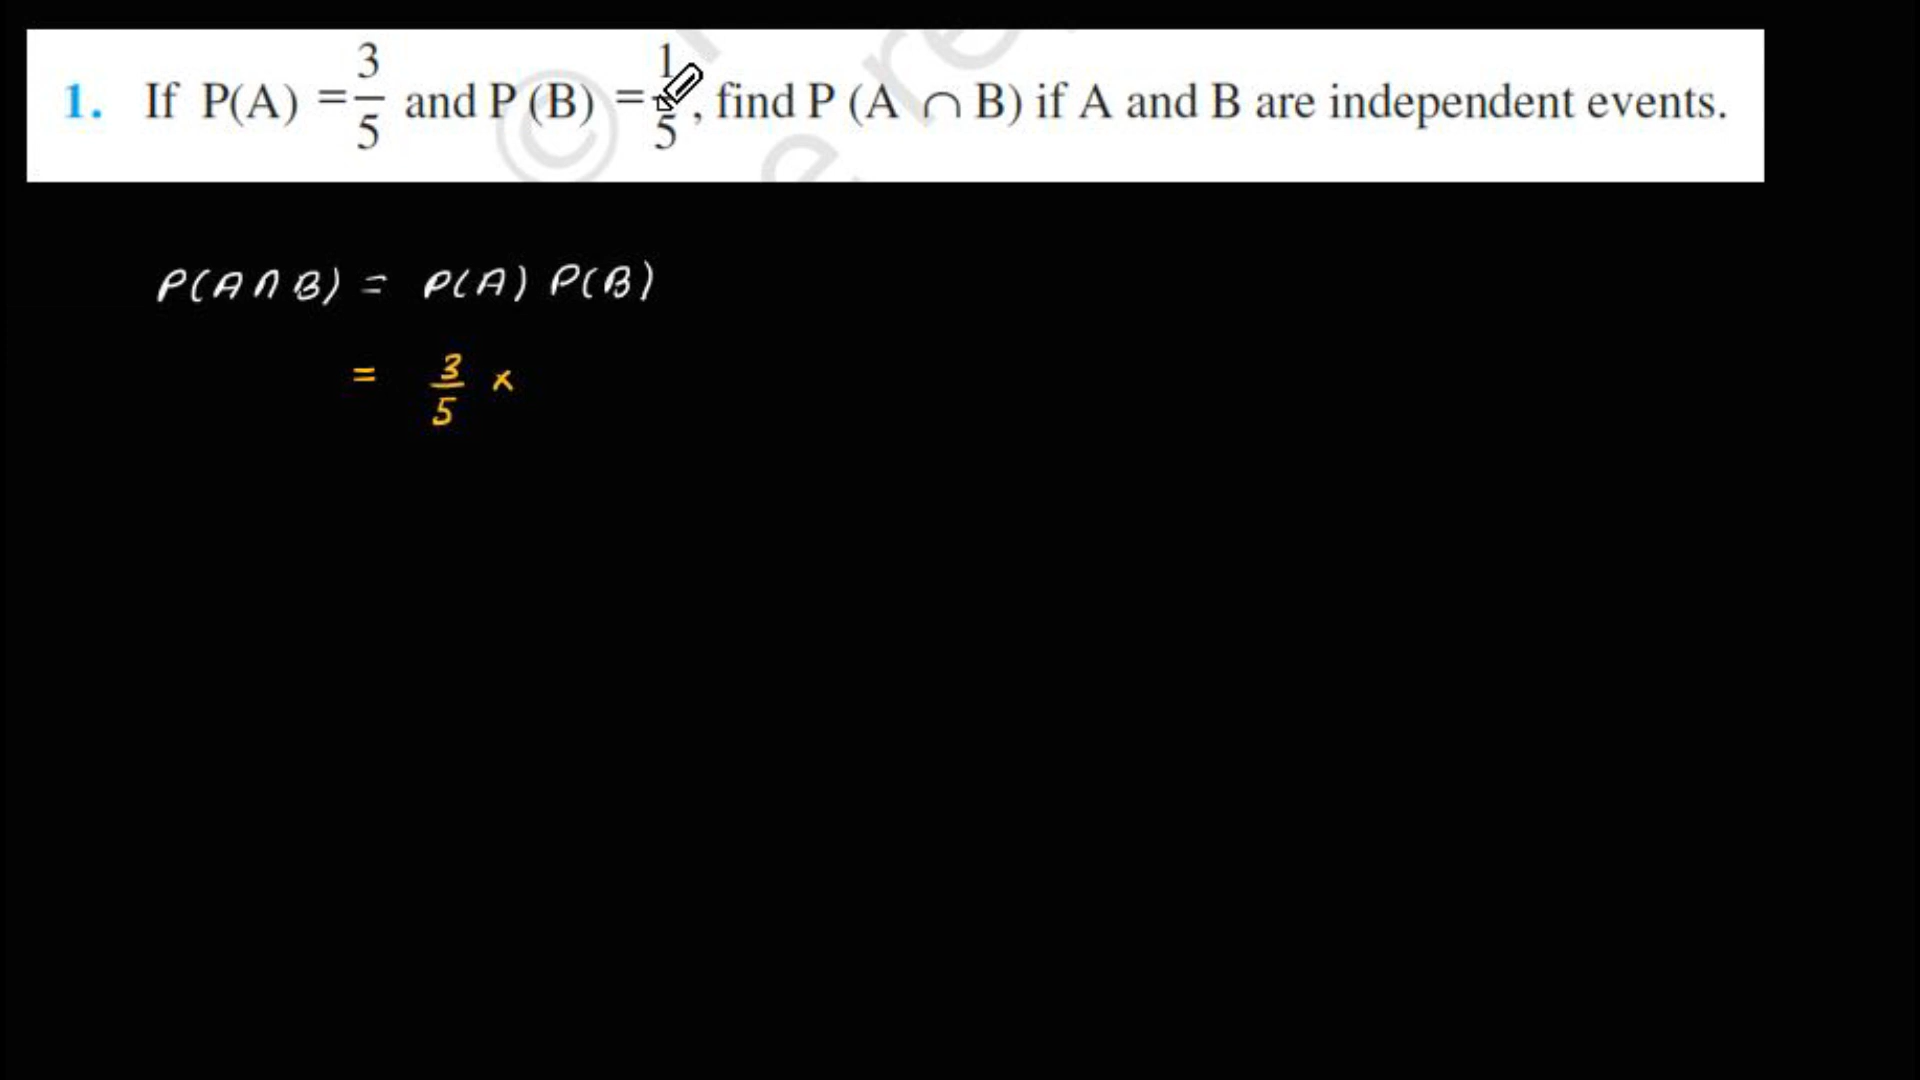 1. If P(A) = 3/5 and P (B) = 1/5, find P (A ∩ B) if A and B are independent events.
P(A∩B) = P(A) P(B)
= 3/5 ×